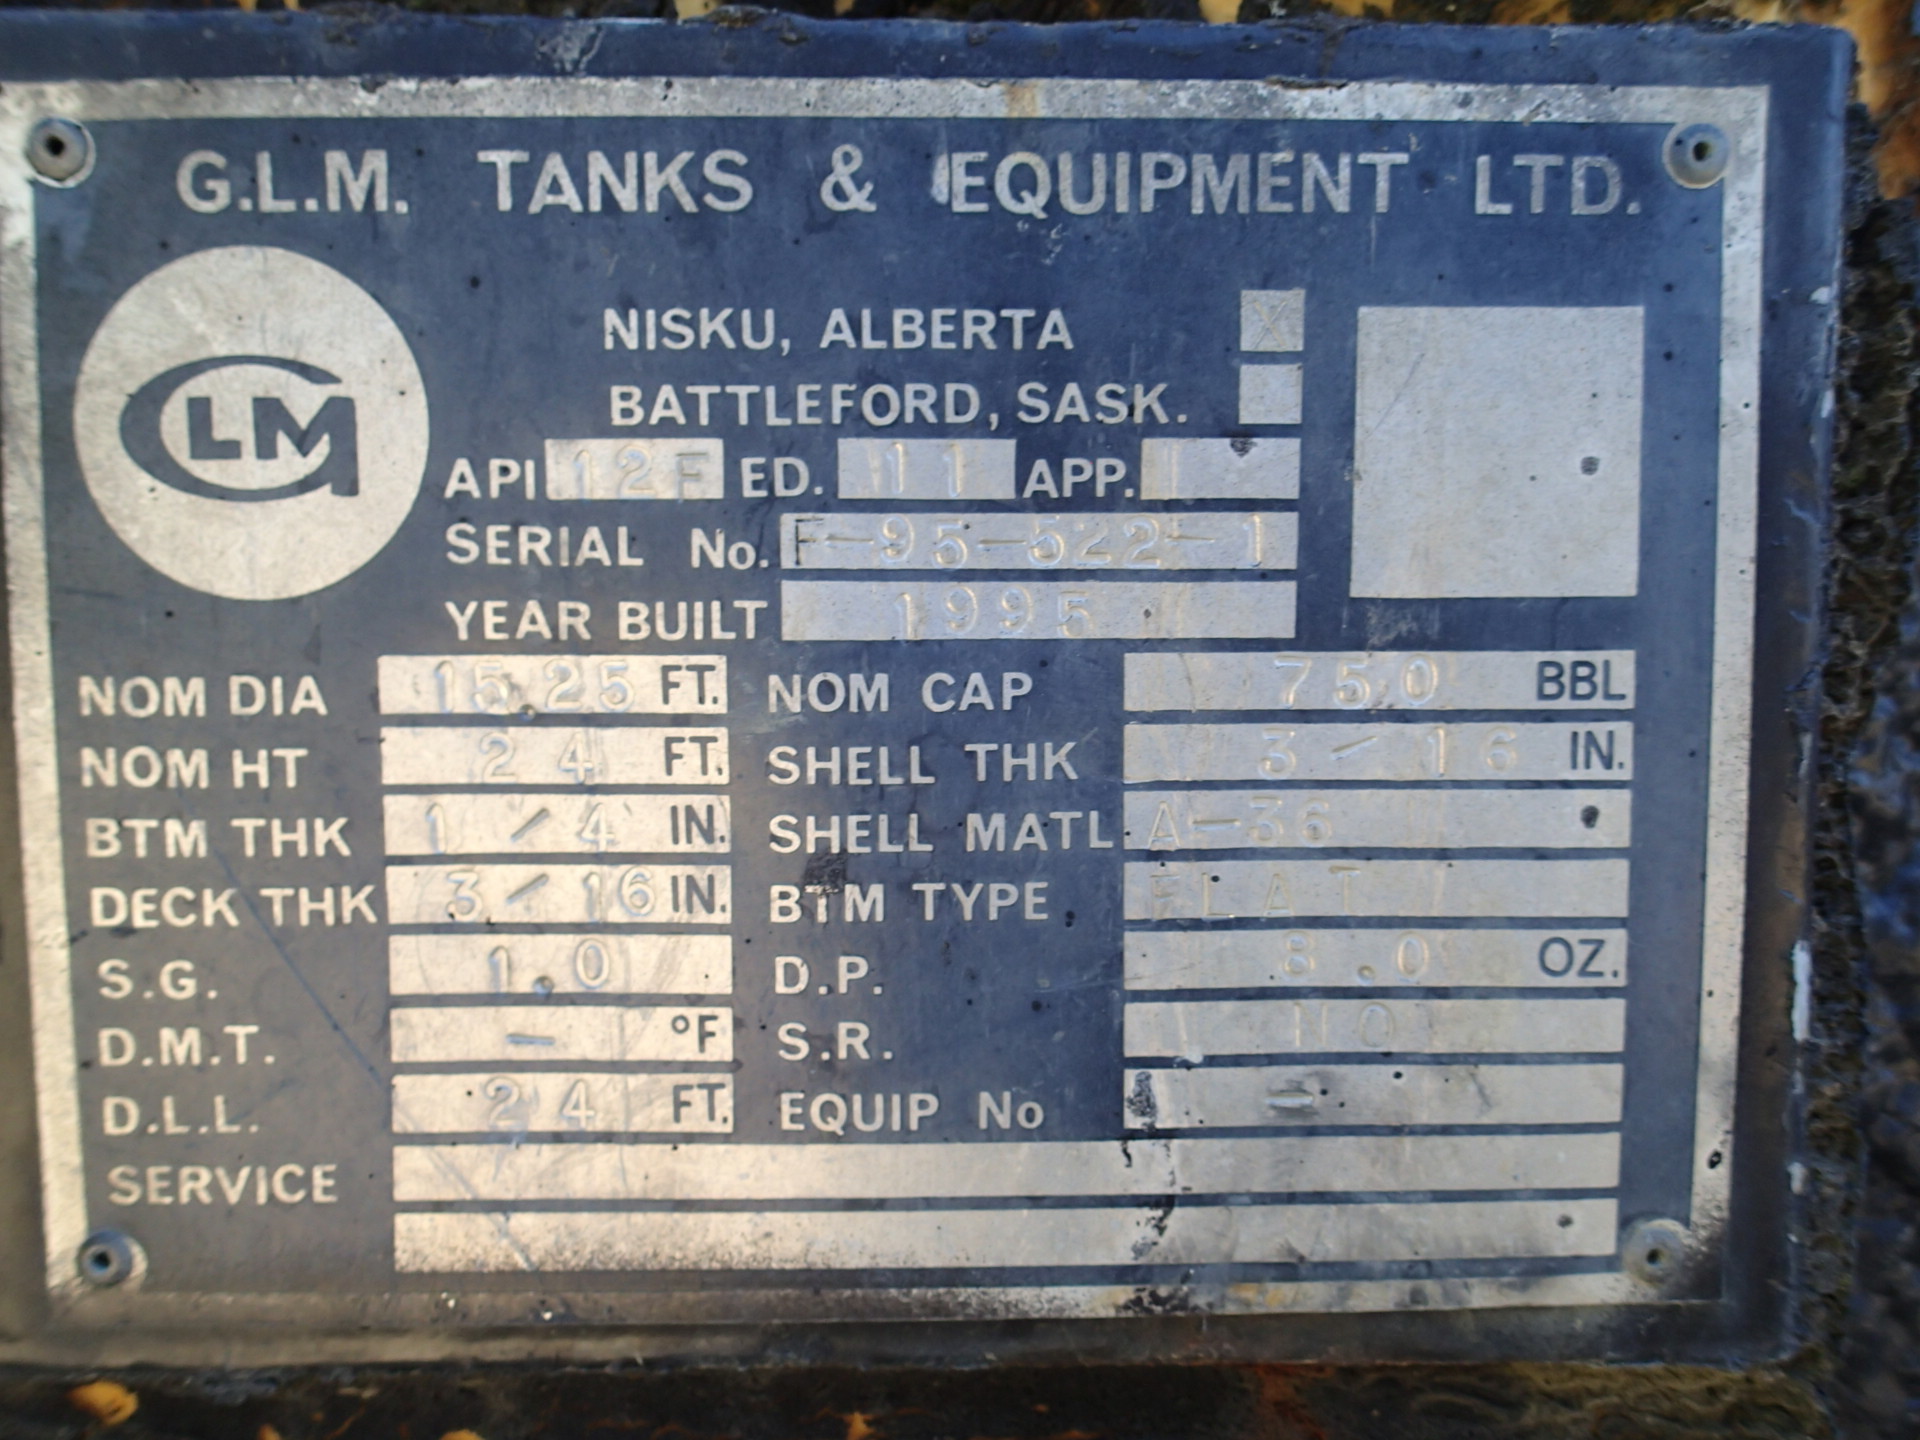 G.L.M. TANKS & EQUIPMENT LTD.
GLM
NISKU, ALBERTA X
BATTLEFORD, SASK.
API 12F ED. 11 APP.
SERIAL No. F-95-522-1
YEAR BUILT 1995
NOM DIA 15.25 FT. NOM CAP 750 BBL
NOM HT 24 FT. SHELL THK 3/16 IN.
BTM THK 1/4 IN. SHELL MATL A-36
DECK THK 3/16 IN. BTM TYPE FLAT
S.G. 1.0 D.P. 8.0 OZ.
D.M.T. - °F S.R. NO
D.L.L. 24 FT. EQUIP No -
SERVICE